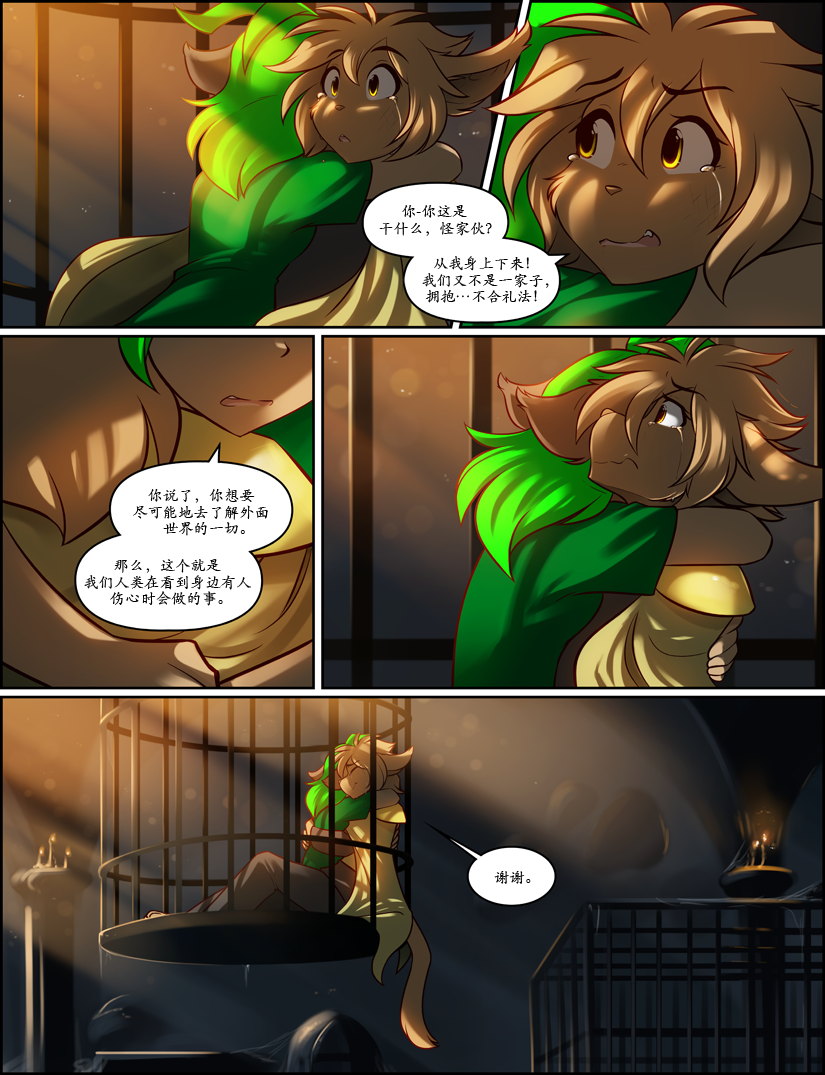 你-你这是
干什么，怪家伙？
从我身上下来！
我们又不是一家子，
拥抱…不合礼法！
你说了，你想要
尽可能地去了解外面
世界的一切。
那么，这个就是
我们人类在看到身边有人
伤心时会做的事。
谢谢。